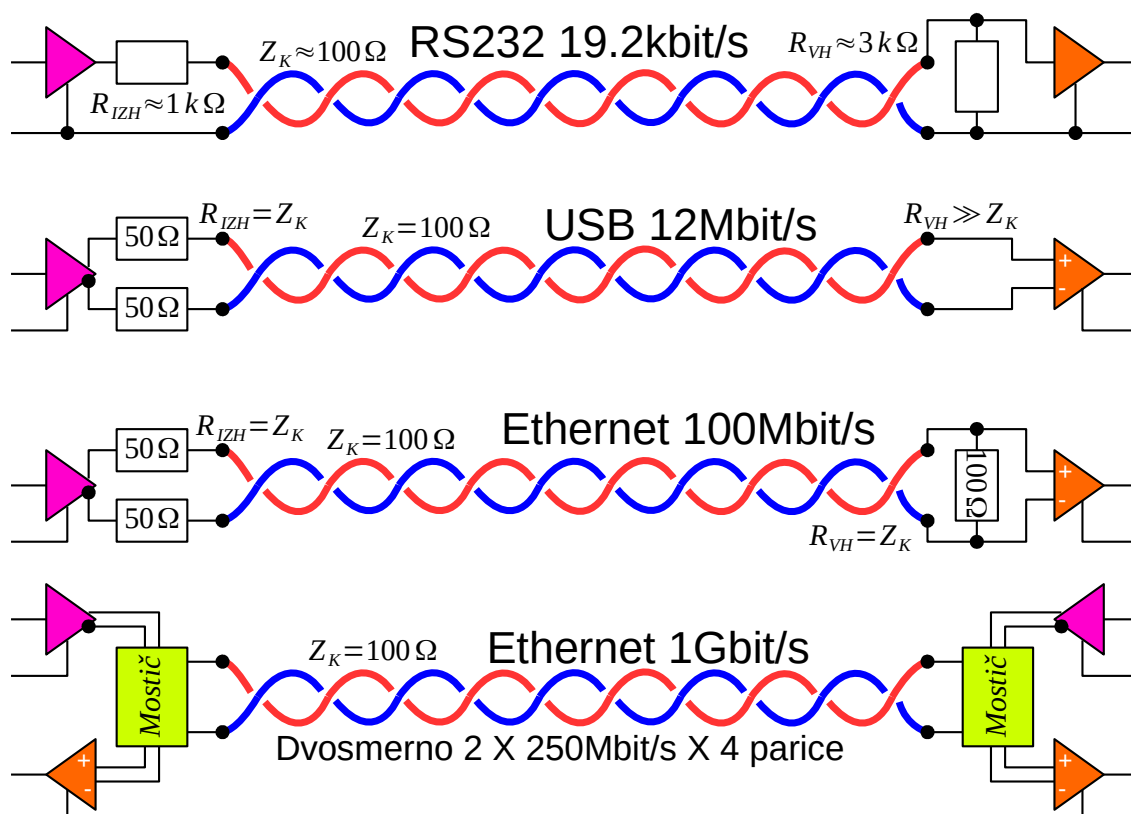 RS232 19.2kbit/s
Z_K≈100Ω
R_VH≈3kΩ
R_IZH≈1kΩ
USB 12Mbit/s
R_IZH=Z_K
Z_K=100Ω
R_VH≫Z_K
50Ω
50Ω
+
-
Ethernet 100Mbit/s
R_IZH=Z_K
Z_K=100Ω
50Ω
50Ω
100Ω
+
-
R_VH=Z_K
Ethernet 1Gbit/s
Z_K=100Ω
Mostič
Mostič
Dvosmerno 2 X 250Mbit/s X 4 parice
+
-
+
-